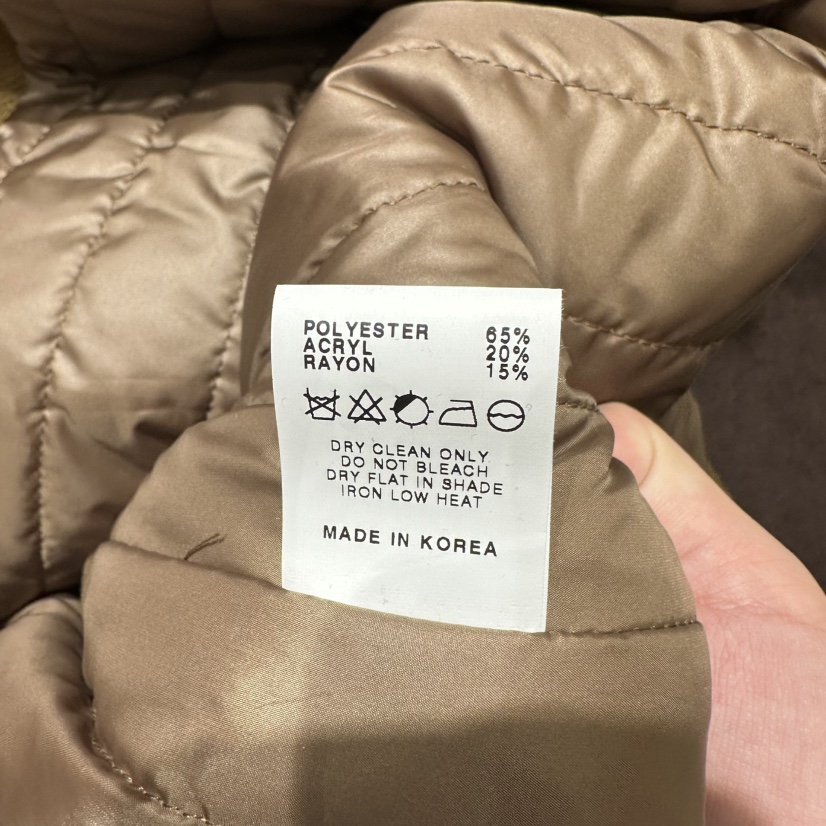 POLYESTER 65%
ACRYL 20%
RAYON 15%
DRY CLEAN ONLY
DO NOT BLEACH
DRY FLAT IN SHADE
IRON LOW HEAT
MADE IN KOREA